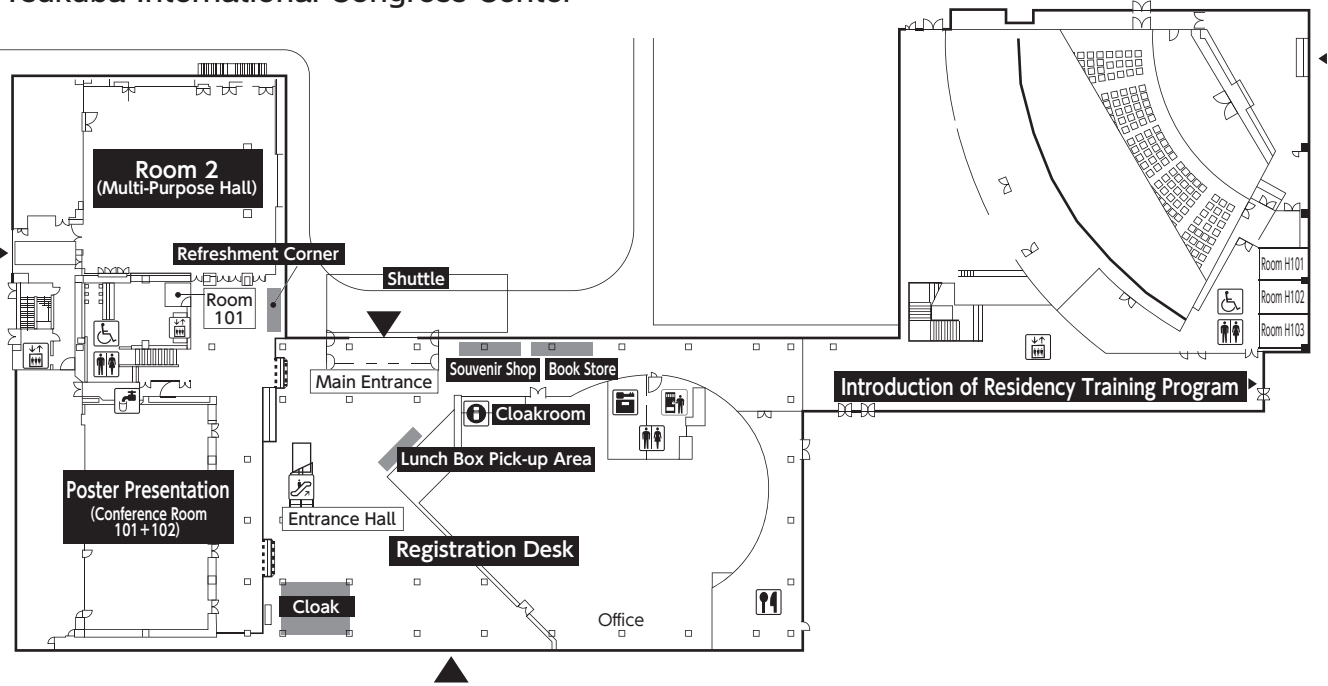 Tsukuba International Congress Center
Room 2
(Multi-Purpose Hall)
Refreshment Corner
Shuttle
Room
101
Room H101
Room H102
Room H103
Souvenir Shop
Book Store
Main Entrance
Introduction of Residency Training Program
Cloakroom
Lunch Box Pick-up Area
Poster Presentation
(Conference Room
101+102)
Entrance Hall
Registration Desk
Cloak
Office